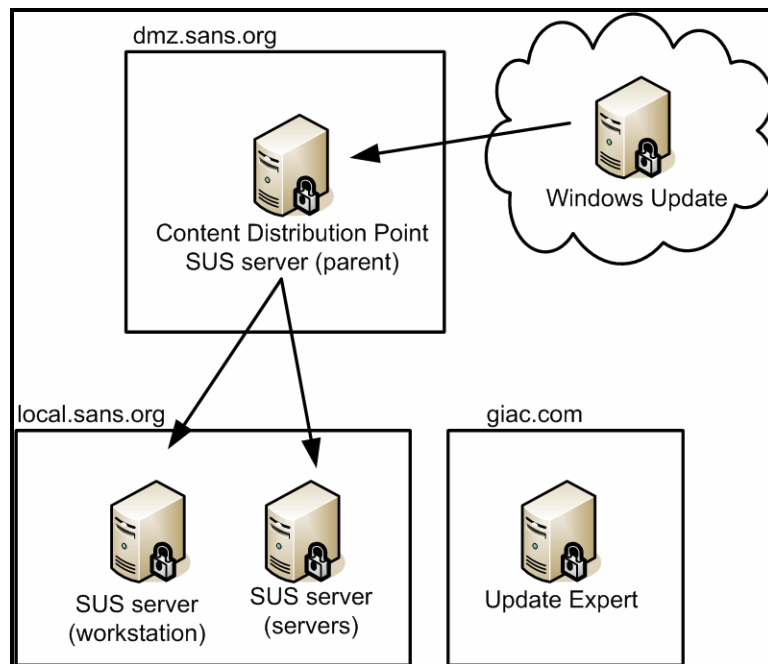 dmz.sans.org
Windows Update
Content Distribution Point
SUS server (parent)
local.sans.org
giac.com
SUS server
(workstation)
SUS server
(servers)
Update Expert